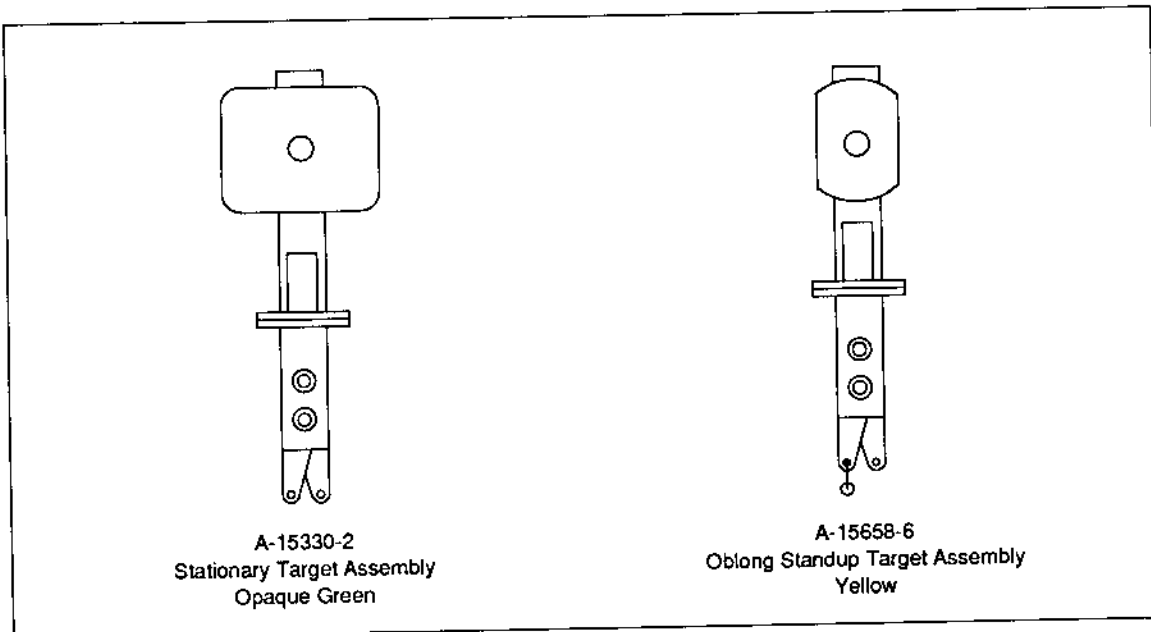 A-15330-2
Stationary Target Assembly
Opaque Green
A-15658-6
Oblong Standup Target Assembly
Yellow